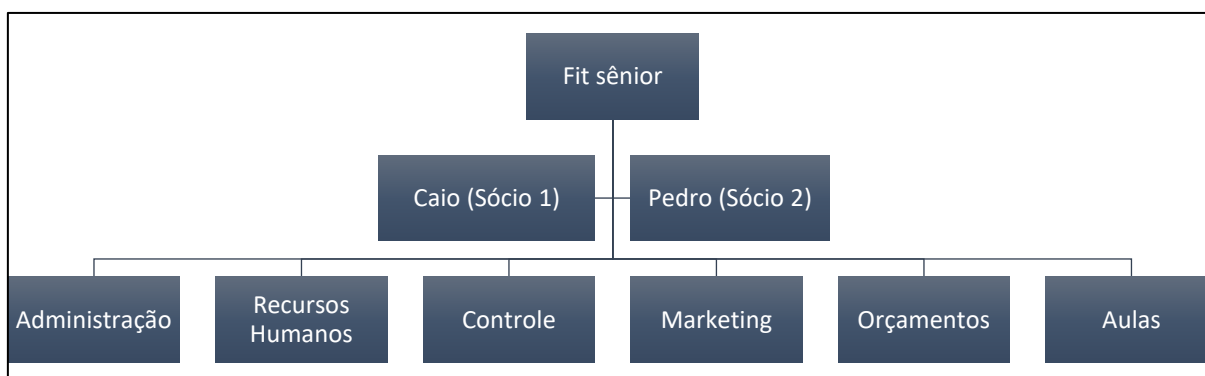 Fit sênior
Caio (Sócio 1)
Pedro (Sócio 2)
Administração
Recursos
Humanos
Controle
Marketing
Orçamentos
Aulas